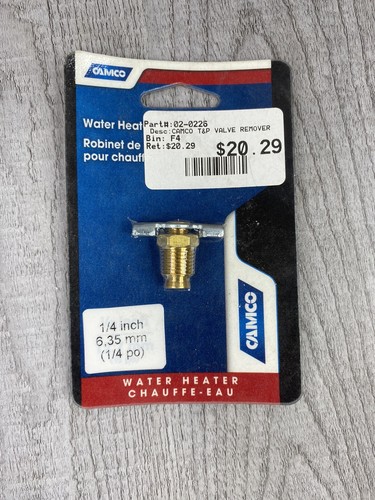 CAMCO
Water Heat
Robinet de
pour chauff
Part#:02-0226
Desc:CAMCO T&P VALVE REMOVER
Bin: F4
Ret:$20.29
$20.29
CAMCO
1/4 inch
6,35 mm
(1/4 po)
WATER HEATER
CHAUFFE-EAU